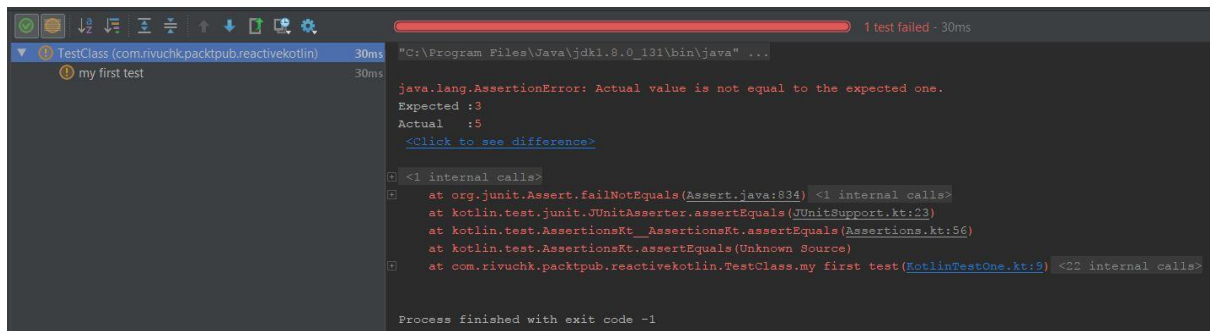 1 test failed - 30ms
TestClass (com.rivuchk.packtpub.reactivekotlin) 30ms
my first test 30ms
"C:\Program Files\Java\jdk1.8.0_131\bin\java" ...
java.lang.AssertionError: Actual value is not equal to the expected one.
Expected :3
Actual :5
<Click to see difference>
<1 internal calls>
at org.junit.Assert.failNotEquals(Assert.java:834) <1 internal calls>
at kotlin.test.junit.JUnitAsserter.assertEquals(JUnitSupport.kt:23)
at kotlin.test.AssertionsKt__AssertionsKt.assertEquals(Assertions.kt:56)
at kotlin.test.AssertionsKt.assertEquals(Unknown Source)
at com.rivuchk.packtpub.reactivekotlin.TestClass.my first test(KotlinTestOne.kt:9) <22 internal calls>
Process finished with exit code -1